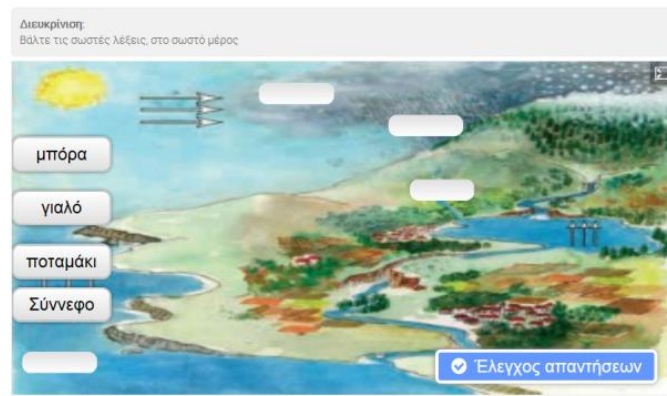 Διευκρίνιση:
Βάλτε τις σωστές λέξεις, στο σωστό μέρος
μπόρα
γιαλό
ποταμάκι
Σύννεφο
Έλεγχος απαντήσεων